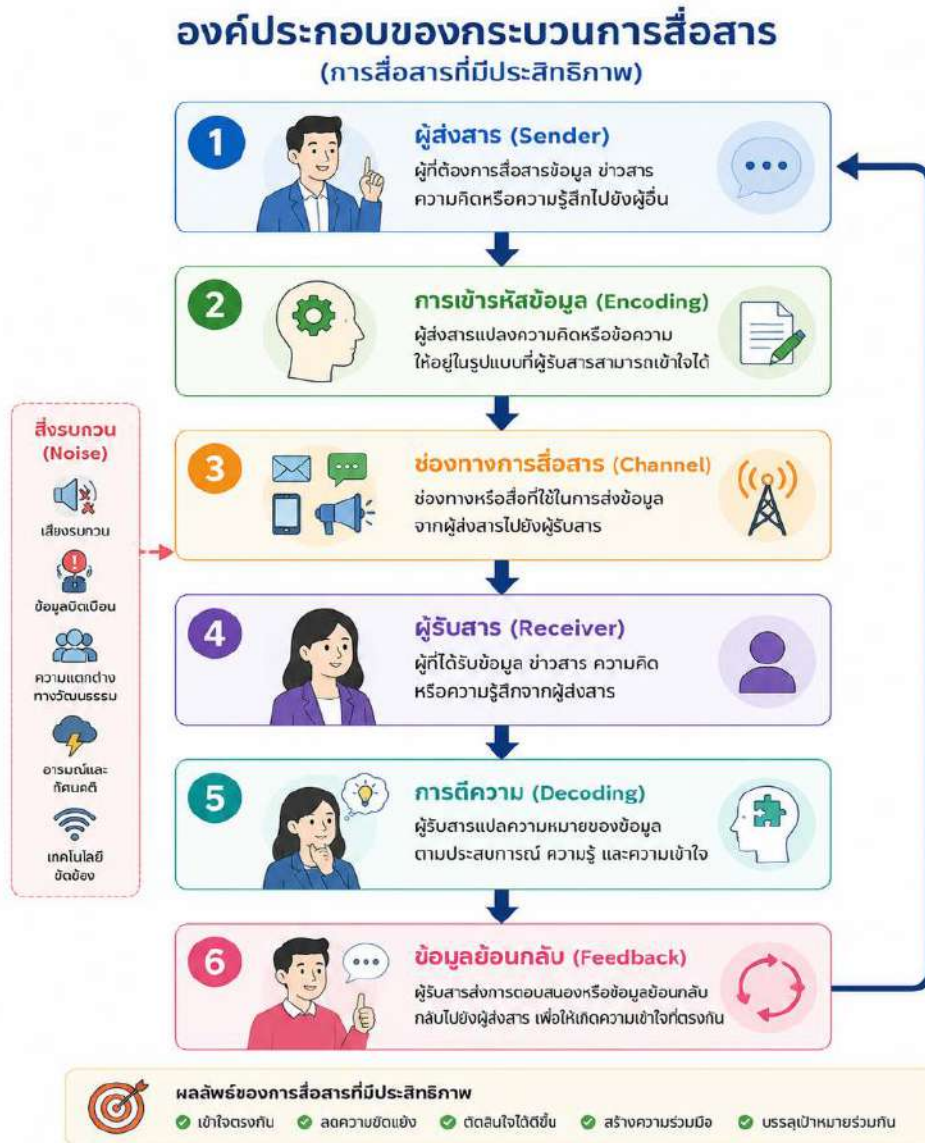 องค์ประกอบของกระบวนการสื่อสาร
(การสื่อสารที่มีประสิทธิภาพ)
1
ผู้ส่งสาร (Sender)
ผู้ที่ต้องการสื่อสารข้อมูล ข่าวสาร
ความคิดหรือความรู้สึกไปยังผู้อื่น
2
การเข้ารหัสข้อมูล (Encoding)
ผู้ส่งสารแปลงความคิดหรือข้อความ
ให้อยู่ในรูปแบบที่ผู้รับสารสามารถเข้าใจได้
สิ่งรบกวน
(Noise)
เสียงรบกวน
ข้อมูลบิดเบือน
ความแตกต่าง
ทางวัฒนธรรม
อารมณ์และ
ทัศนคติ
เทคโนโลยี
ขัดข้อง
3
ช่องทางการสื่อสาร (Channel)
ช่องทางหรือสื่อที่ใช้ในการส่งข้อมูล
จากผู้ส่งสารไปยังผู้รับสาร
4
ผู้รับสาร (Receiver)
ผู้ที่ได้รับข้อมูล ข่าวสาร ความคิด
หรือความรู้สึกจากผู้ส่งสาร
5
การตีความ (Decoding)
ผู้รับสารแปลความหมายของข้อมูล
ตามประสบการณ์ ความรู้ และความเข้าใจ
6
ข้อมูลย้อนกลับ (Feedback)
ผู้รับสารส่งการตอบสนองหรือข้อมูลย้อนกลับ
กลับไปยังผู้ส่งสาร เพื่อให้เกิดความเข้าใจที่ตรงกัน
ผลลัพธ์ของการสื่อสารที่มีประสิทธิภาพ
เข้าใจตรงกัน ลดความขัดแย้ง ตัดสินใจได้ดีขึ้น สร้างความร่วมมือ บรรลุเป้าหมายร่วมกัน